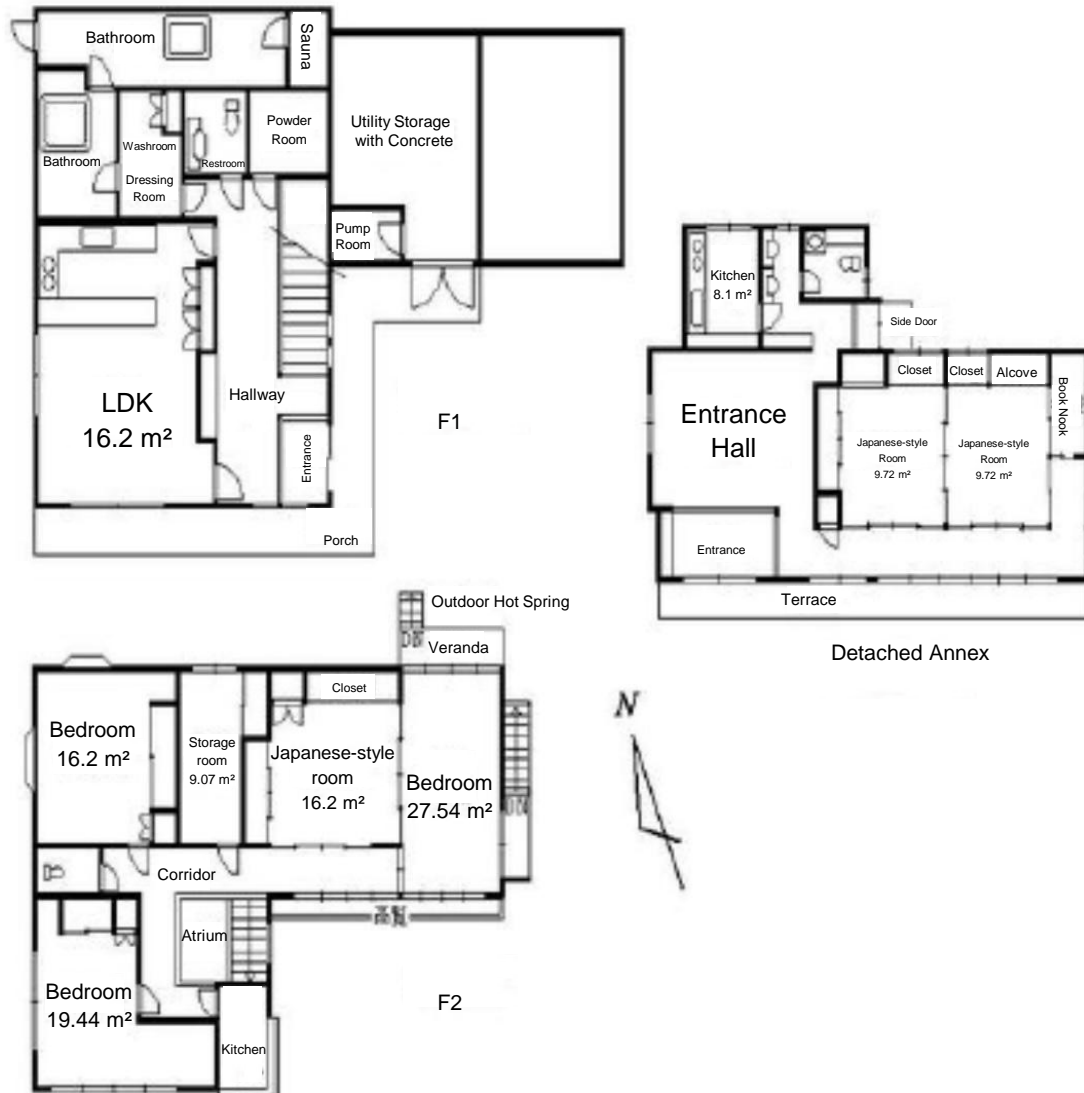 Bathroom
Sauna
Bathroom
Washroom
Dressing
Room
Restroom
Powder
Room
Utility Storage
with Concrete
Pump
Room
LDK
16.2 m²
Hallway
Entrance
F1
Porch
Kitchen
8.1 m²
Side Door
Closet
Closet
Alcove
Book Nook
Entrance
Hall
Japanese-style
Room
9.72 m²
Japanese-style
Room
9.72 m²
Entrance
Terrace
Detached Annex
Outdoor Hot Spring
Veranda
Closet
Bedroom
16.2 m²
Storage
room
9.07 m²
Japanese-style
room
16.2 m²
Bedroom
27.54 m²
Corridor
Atrium
Bedroom
19.44 m²
Kitchen
F2
N